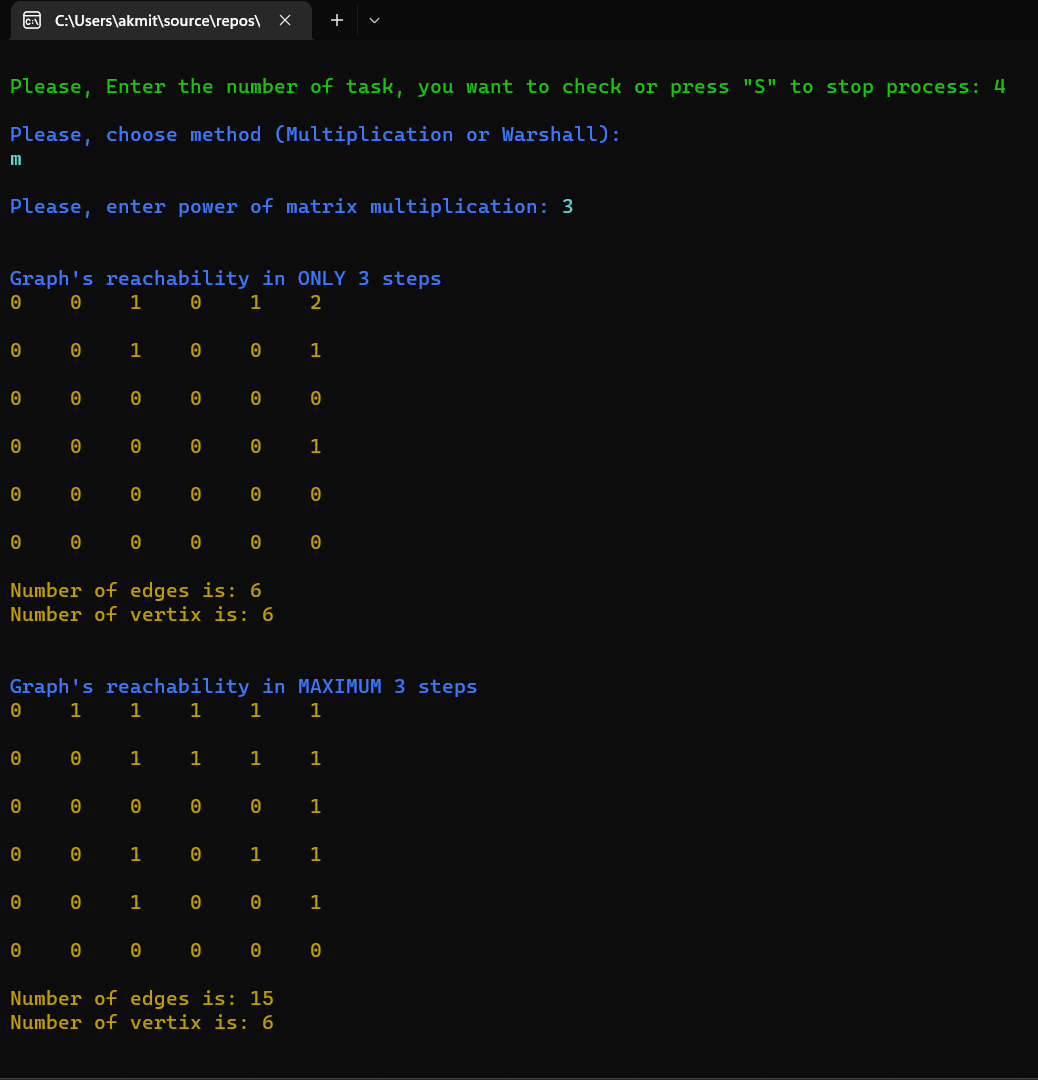 C:\Users\akmit\source\repos\
Please, Enter the number of task, you want to check or press "S" to stop process: 4
Please, choose method (Multiplication or Warshall):
m
Please, enter power of matrix multiplication: 3
Graph's reachability in ONLY 3 steps
0 0 1 0 1 2
0 0 1 0 0 1
0 0 0 0 0 0
0 0 0 0 0 1
0 0 0 0 0 0
0 0 0 0 0 0
Number of edges is: 6
Number of vertix is: 6
Graph's reachability in MAXIMUM 3 steps
0 1 1 1 1 1
0 0 1 1 1 1
0 0 0 0 0 1
0 0 1 0 1 1
0 0 1 0 0 1
0 0 0 0 0 0
Number of edges is: 15
Number of vertix is: 6